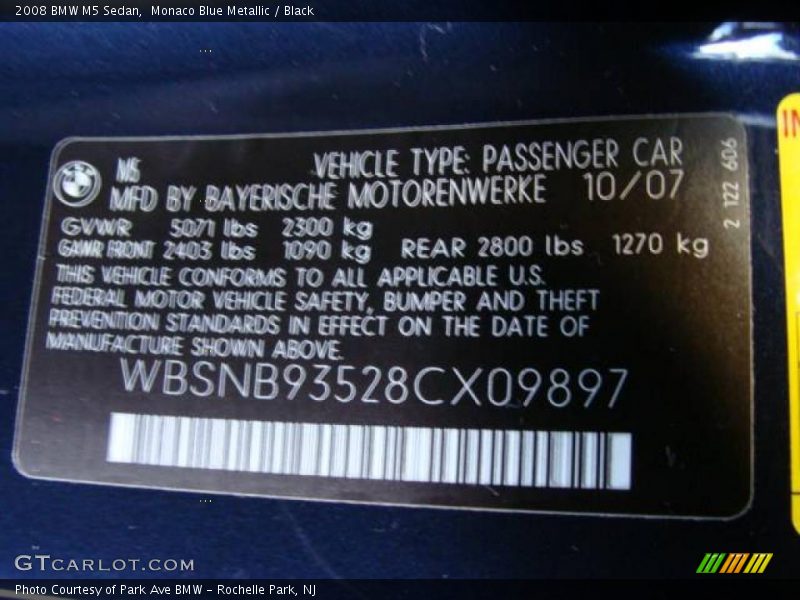 2008 BMW M5 Sedan, Monaco Blue Metallic / Black
M5 VEHICLE TYPE: PASSENGER CAR
MFD BY BAYERISCHE MOTORENWERKE 10/07
GVWR 5071 lbs 2300 kg
GAWR FRONT 2403 lbs 1090 kg REAR 2800 lbs 1270 kg
THIS VEHICLE CONFORMS TO ALL APPLICABLE U.S.
FEDERAL MOTOR VEHICLE SAFETY, BUMPER AND THEFT
PREVENTION STANDARDS IN EFFECT ON THE DATE OF
MANUFACTURE SHOWN ABOVE.
WBSNB93528CX09897
2 122 606
GTCARLOT.COM
Photo Courtesy of Park Ave BMW - Rochelle Park, NJ